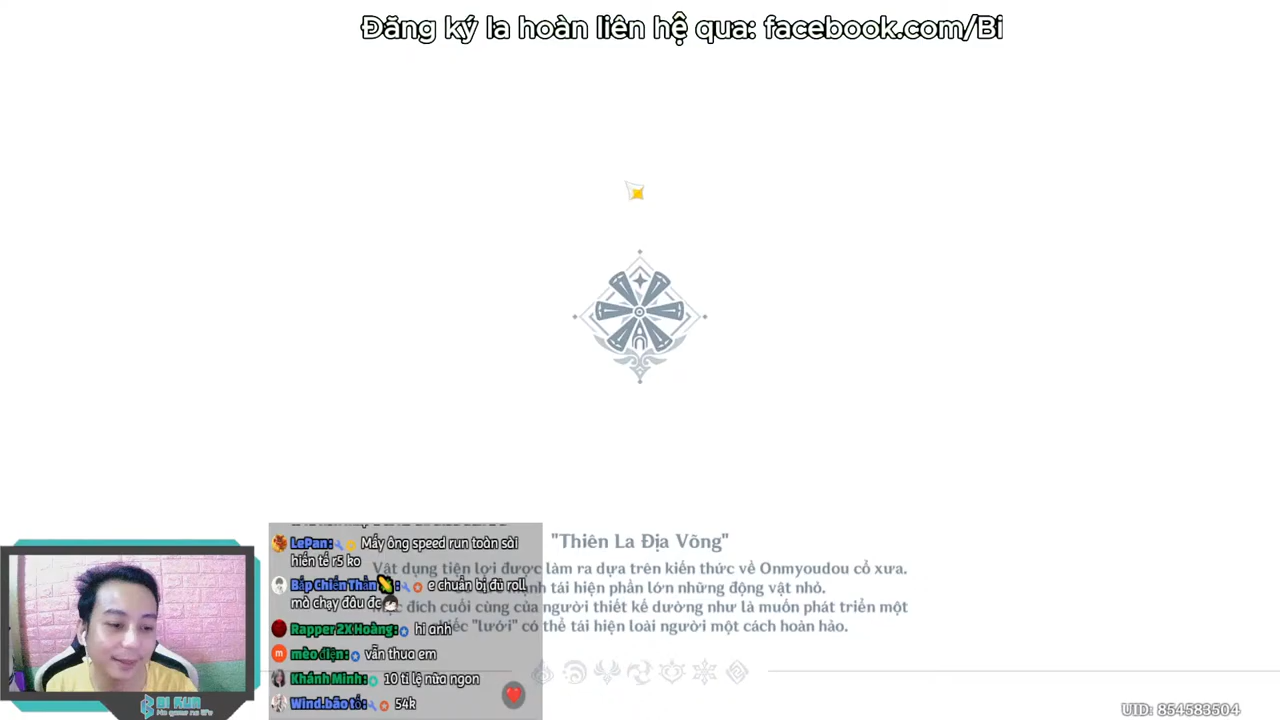 Đăng ký la hoàn liên hệ qua: facebook.com/Bi
LePan: Mấy ông speed run toàn sài
hiến tế r5 ko
Bắp Chiến Thần: e chuẩn bị đủ roll
mà chạy đâu đc
Rapper 2X Hoàng: hi anh
mèo điện: vẫn thua em
Khánh Minh: 10 tỉ lệ nữa ngon
Wind.bão tố: 54k
"Thiên La Địa Võng"
Vật dụng tiện lợi được làm ra dựa trên kiến thức về Onmyoudou cổ xưa.
tái hiện phần lớn những động vật nhỏ.
đích cuối cùng của người thiết kế dường như là muốn phát triển một
"lưới" có thể tái hiện loài người một cách hoàn hảo.
BI KUN
UID: 854583504